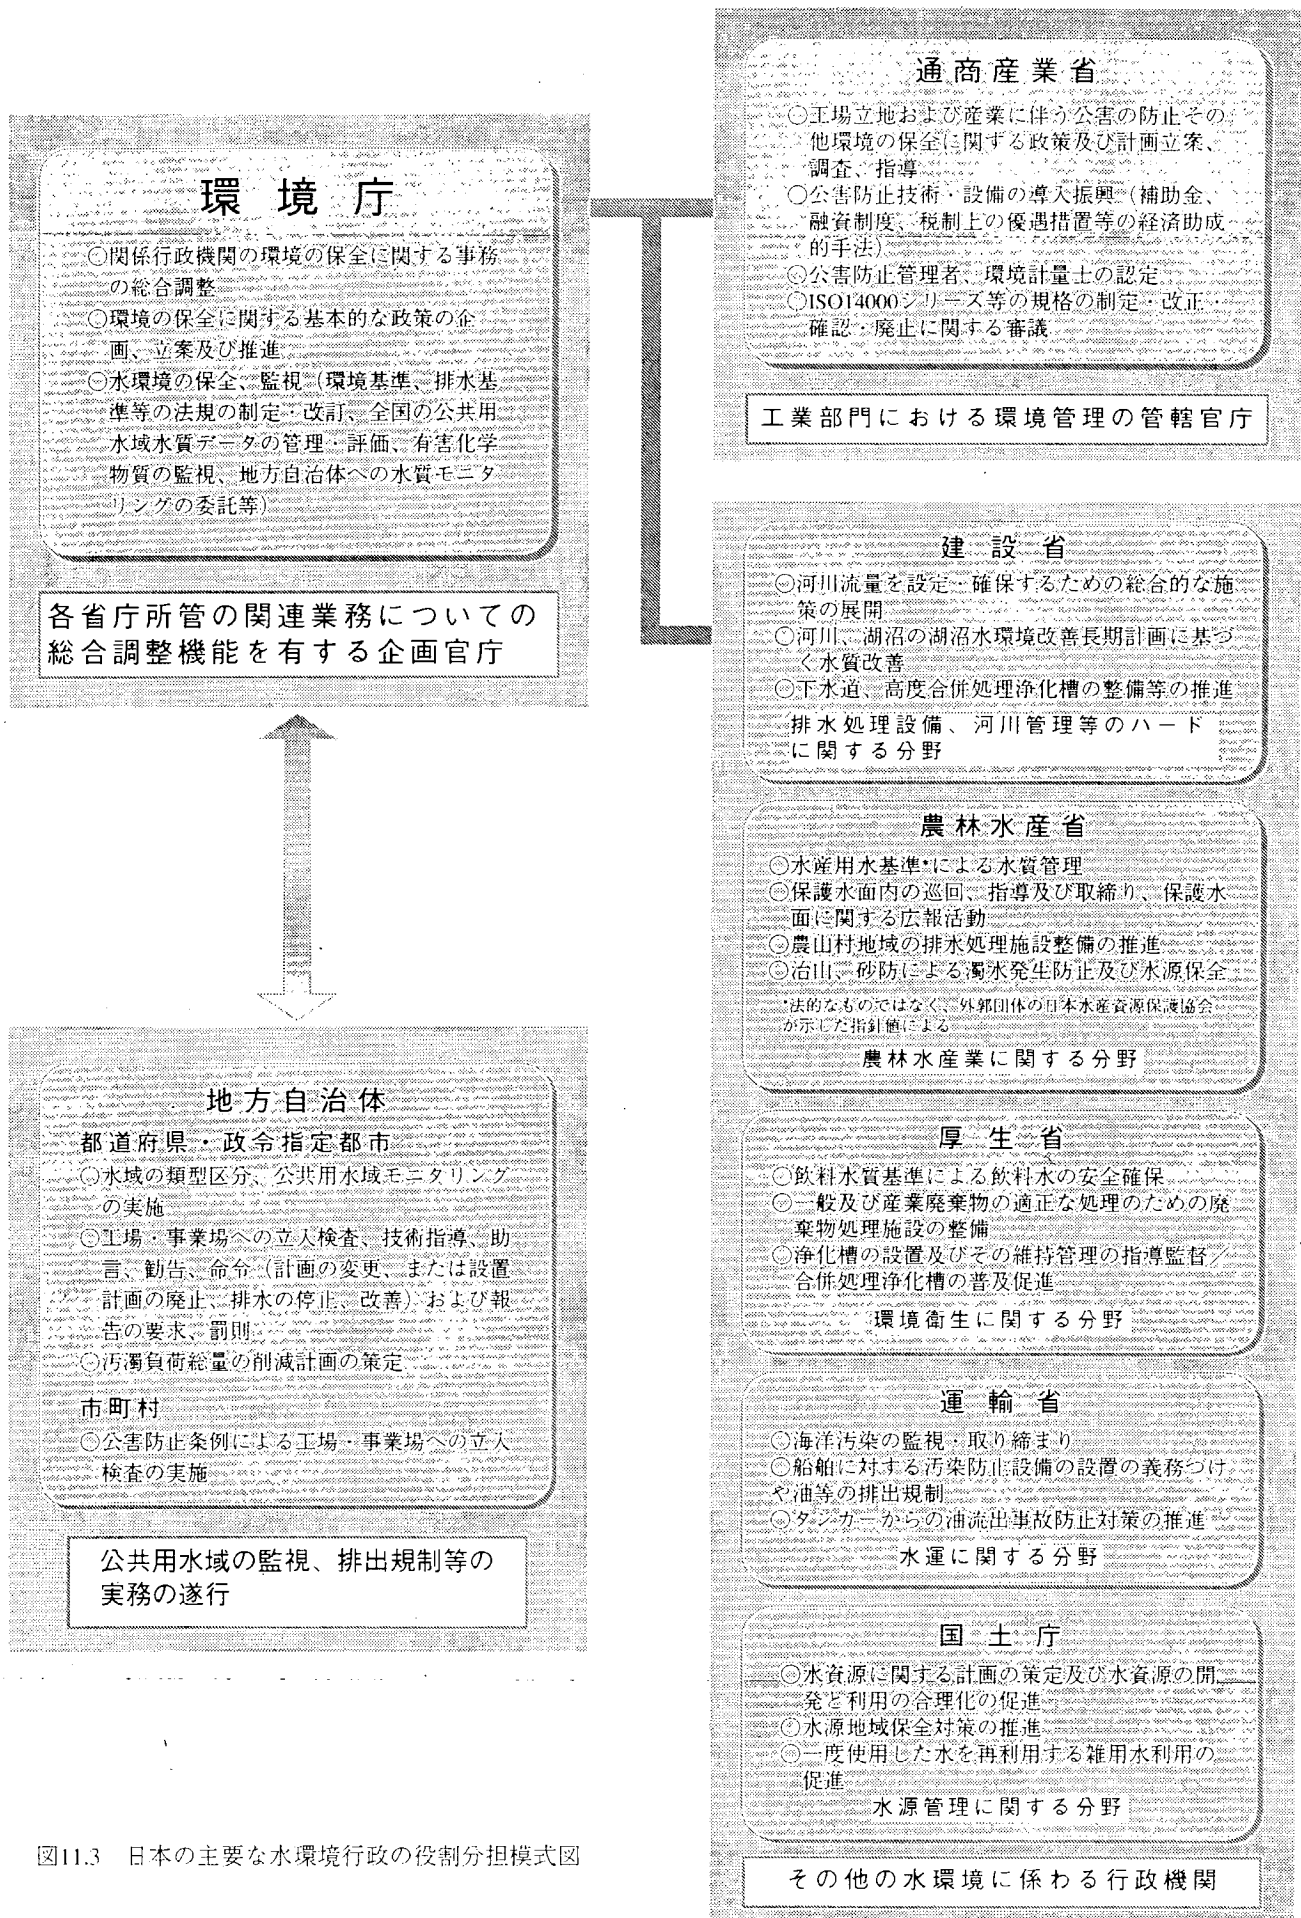 環境庁
○関係行政機関の環境の保全に関する事務
の総合調整
○環境の保全に関する基本的な政策の企
画、立案及び推進
○水環境の保全、監視（環境基準、排水基
準等の法規の制定・改訂、全国の公共用
水域水質データの管理・評価、有害化学
物質の監視、地方自治体への水質モニタ
リングの委託等）
各省庁所管の関連業務についての
総合調整機能を有する企画官庁
地方自治体
都道府県・政令指定都市
○水域の類型区分、公共用水域モニタリング
の実施
○工場・事業場への立入検査、技術指導、助
言、勧告、命令（計画の変更、または設置
計画の廃止、排水の停止、改善）および報
告の要求、罰則
○汚濁負荷総量の削減計画の策定
市町村
○公害防止条例による工場・事業場への立入
検査の実施
公共用水域の監視、排出規制等の
実務の遂行
通商産業省
○工場立地および産業に伴う公害の防止その
他環境の保全に関する政策及び計画立案、
調査、指導
○公害防止技術・設備の導入振興（補助金、
融資制度、税制上の優遇措置等の経済助成
的手法）
○公害防止管理者、環境計量士の認定
○ISO14000シリーズ等の規格の制定・改正・
確認・廃止に関する審議
工業部門における環境管理の管轄官庁
建設省
○河川流量を設定・確保するための総合的な施
策の展開
○河川、湖沼の湖沼水環境改善長期計画に基づ
く水質改善
○下水道、高度合併処理浄化槽の整備等の推進
排水処理設備、河川管理等のハード
に関する分野
農林水産省
○水産用水基準*による水質管理
○保護水面内の巡回、指導及び取締り、保護水
面に関する広報活動
○農山村地域の排水処理施設整備の推進
○治山、砂防による濁水発生防止及び水源保全
*法的なものではなく、外郭団体の日本水産資源保護協会
が示した指針値による
農林水産業に関する分野
厚生省
○飲料水質基準による飲料水の安全確保
○一般及び産業廃棄物の適正な処理のための廃
棄物処理施設の整備
○浄化槽の設置及びその維持管理の指導監督／
合併処理浄化槽の普及促進
環境衛生に関する分野
運輸省
○海洋汚染の監視・取り締まり
○船舶に対する汚染防止設備の設置の義務づけ
や油等の排出規制
○タンカーからの油流出事故防止対策の推進
水運に関する分野
国土庁
○水資源に関する計画の策定及び水資源の開
発と利用の合理化の促進
○水源地域保全対策の推進
○一度使用した水を再利用する雑用水利用の
促進
水源管理に関する分野
その他の水環境に係わる行政機関
図11.3　日本の主要な水環境行政の役割分担模式図